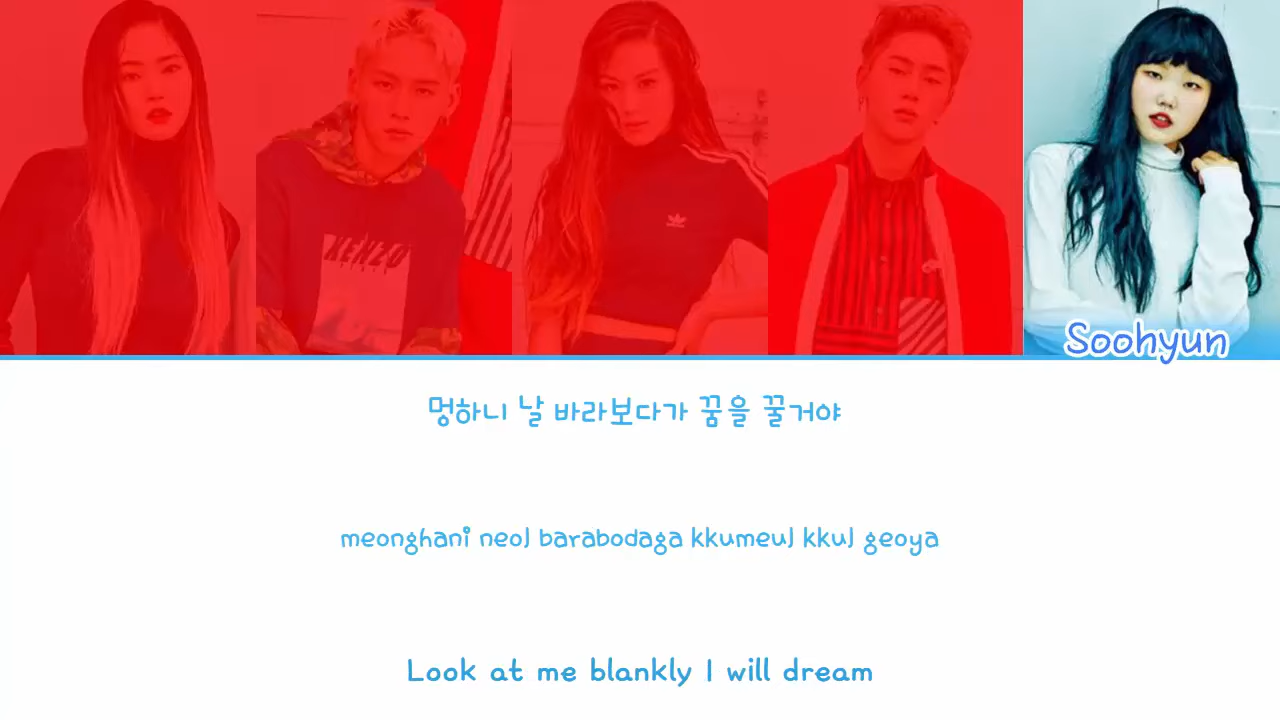 KENZO
Soohyun
멍하니 날 바라보다가 꿈을 꿀거야
meonghani neol barabodaga kkumeul kkul geoya
Look at me blankly I will dream